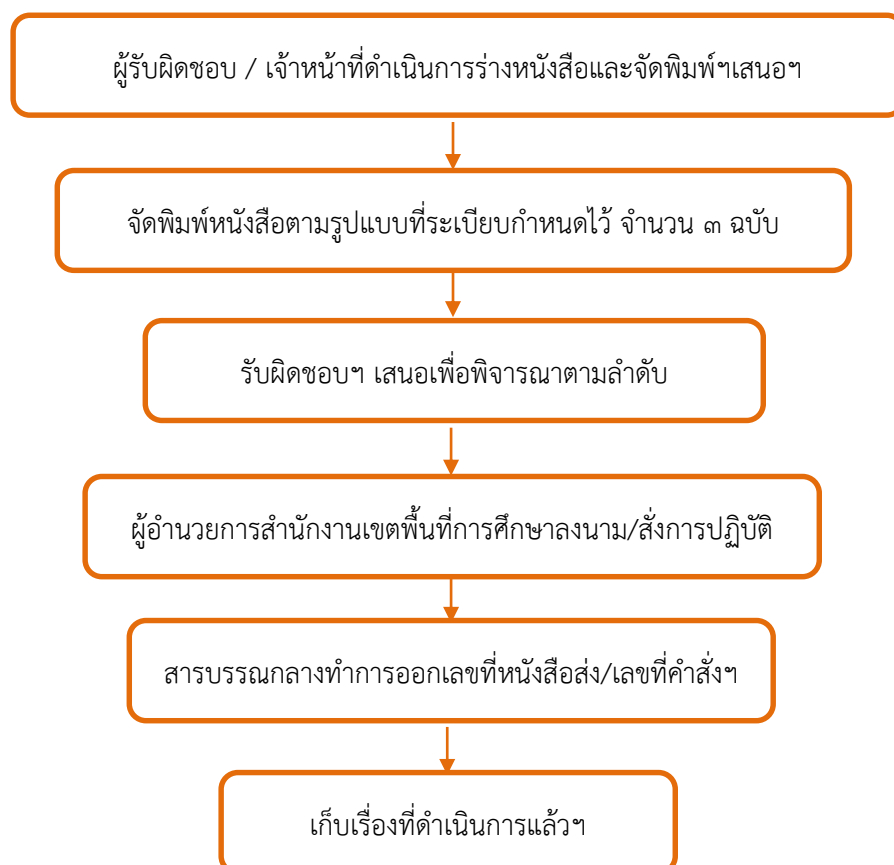 ผู้รับผิดชอบ / เจ้าหน้าที่ดำเนินการร่างหนังสือและจัดพิมพ์ฯเสนอฯ
จัดพิมพ์หนังสือตามรูปแบบที่ระเบียบกำหนดไว้ จำนวน ๓ ฉบับ
รับผิดชอบฯ เสนอเพื่อพิจารณาตามลำดับ
ผู้อำนวยการสำนักงานเขตพื้นที่การศึกษาลงนาม/สั่งการปฏิบัติ
สารบรรณกลางทำการออกเลขที่หนังสือส่ง/เลขที่คำสั่งฯ
เก็บเรื่องที่ดำเนินการแล้วฯ